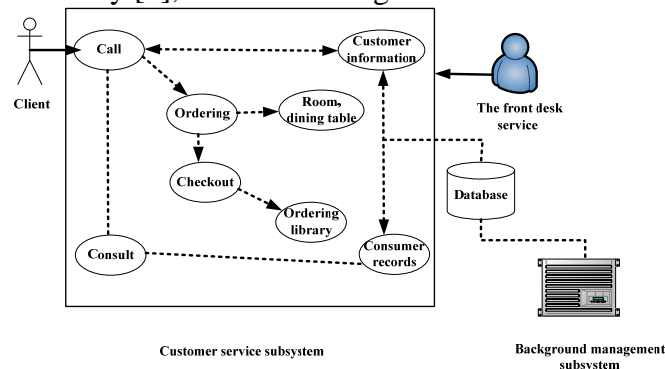 Call
Customer
information
Client
Room,
dining table
Ordering
The front desk
service
Checkout
Database
Ordering
library
Consult
Consumer
records
Customer service subsystem
Background management
subsystem